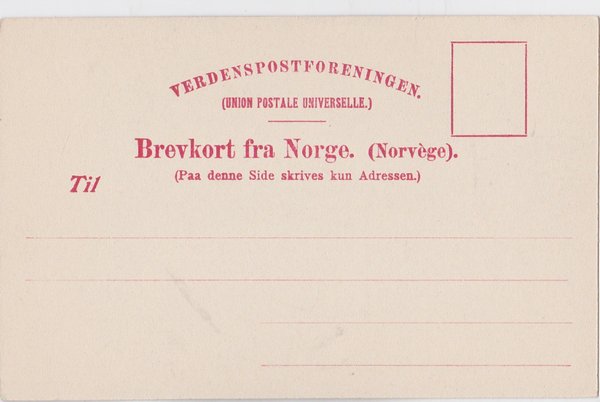 VERDENSPOSTFORENINGEN.
(UNION POSTALE UNIVERSELLE.)
Brevkort fra Norge. (Norvège).
(Paa denne Side skrives kun Adressen.)
Til